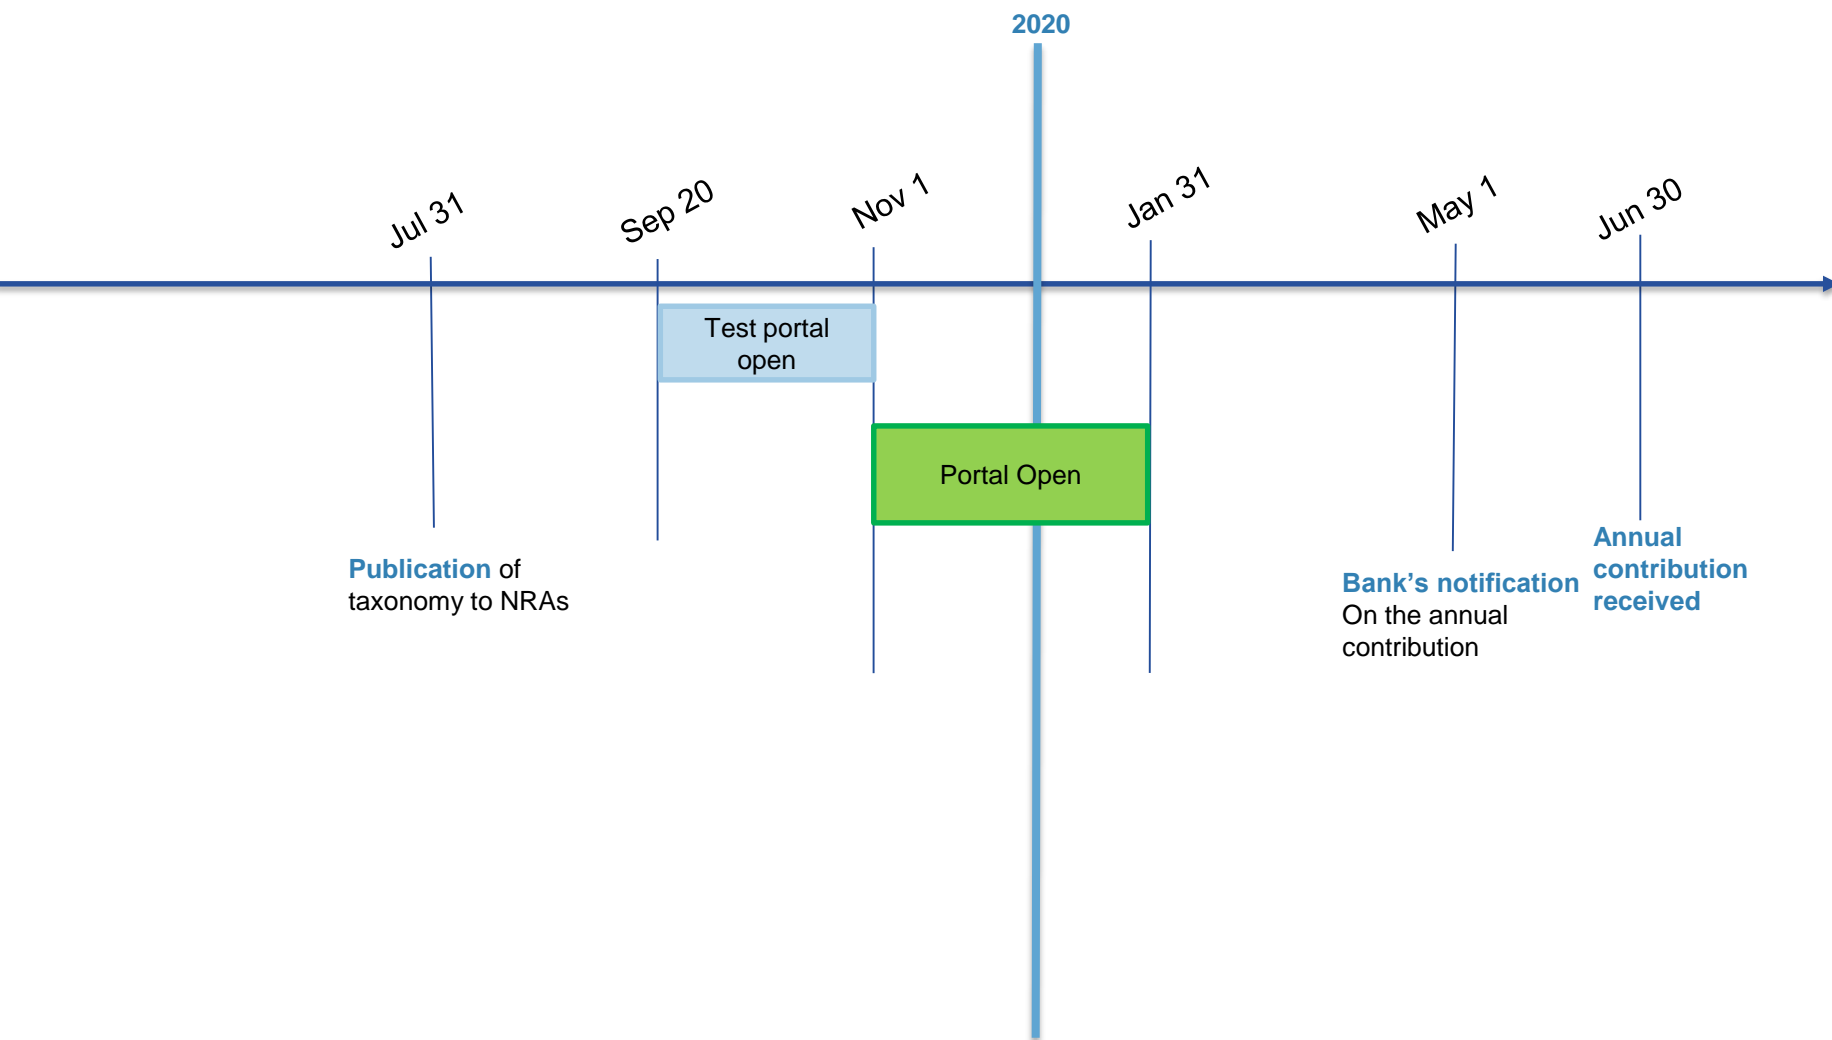 2020
Jul 31
Sep 20
Nov 1
Jan 31
May 1
Jun 30
Test portal
open
Portal Open
Publication of
taxonomy to NRAs
Bank’s notification
On the annual
contribution
Annual
contribution
received